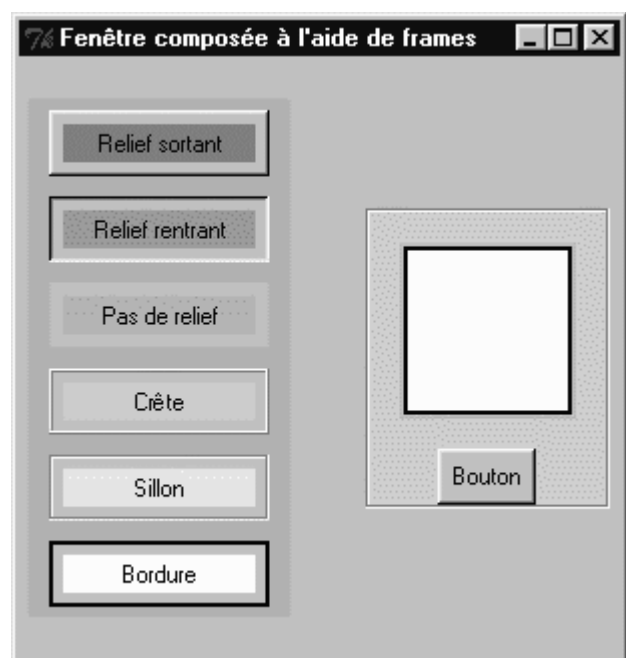 Fenêtre composée à l'aide de frames
Relief sortant
Relief rentrant
Pas de relief
Crête
Sillon
Bordure
Bouton